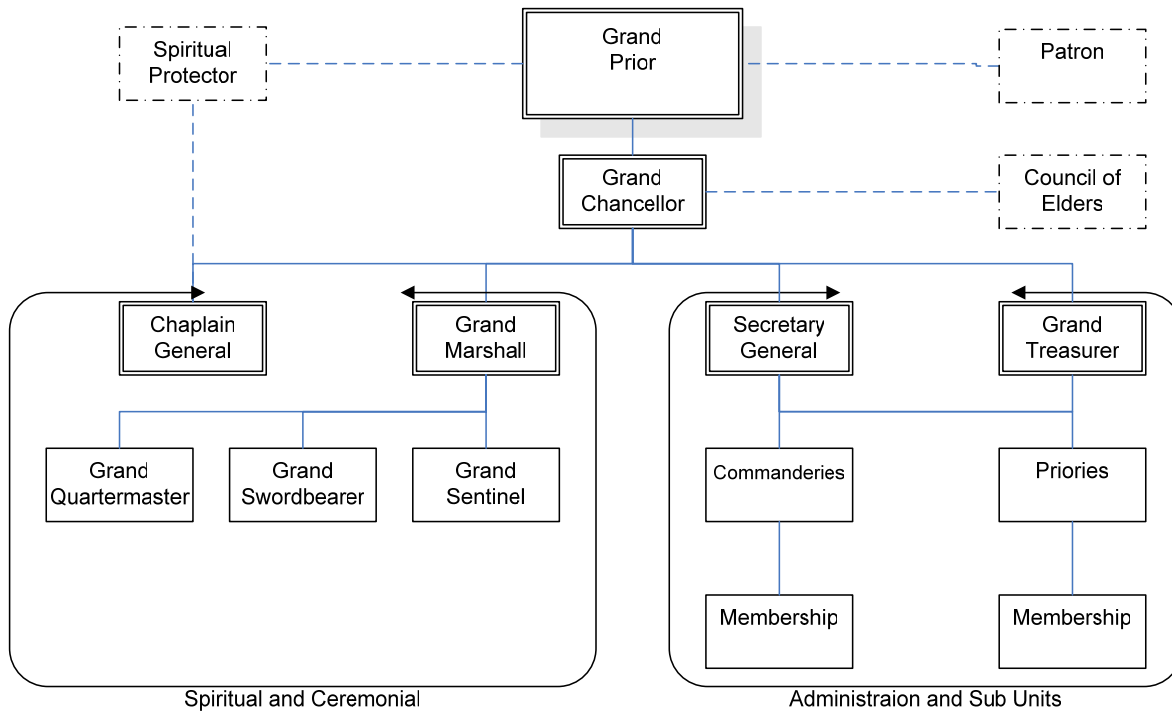 Spiritual
Protector
Grand
Prior
Patron
Grand
Chancellor
Council of
Elders
Chaplain
General
Grand
Marshall
Secretary
General
Grand
Treasurer
Grand
Quartermaster
Grand
Swordbearer
Grand
Sentinel
Commanderies
Priories
Membership
Membership
Spiritual and Ceremonial
Administraion and Sub Units